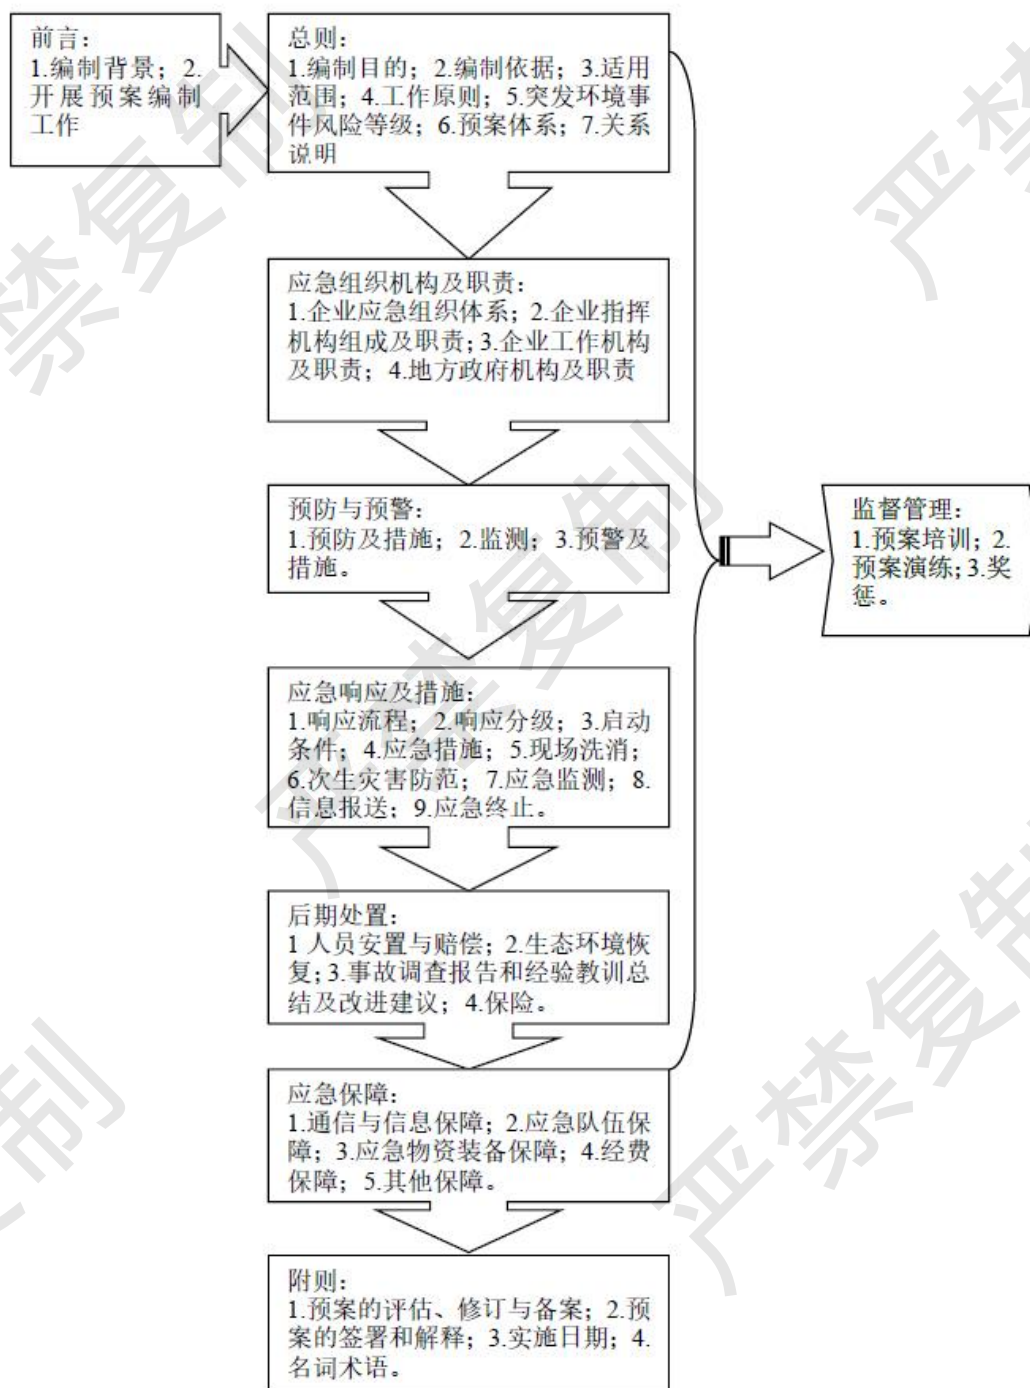 前言：
1.编制背景；2.
开展预案编制
工作
总则：
1.编制目的；2.编制依据；3.适用
范围；4.工作原则；5.突发环境事
件风险等级；6.预案体系；7.关系
说明
应急组织机构及职责：
1.企业应急组织体系；2.企业指挥
机构组成及职责；3.企业工作机构
及职责；4.地方政府机构及职责
预防与预警：
1.预防及措施；2.监测；3.预警及
措施。
监督管理：
1.预案培训；2.
预案演练；3.奖
惩。
应急响应及措施：
1.响应流程；2.响应分级；3.启动
条件；4.应急措施；5.现场洗消；
6.次生灾害防范；7.应急监测；8.
信息报送；9.应急终止。
后期处置：
1 人员安置与赔偿；2.生态环境恢
复；3.事故调查报告和经验教训总
结及改进建议；4.保险。
应急保障：
1.通信与信息保障；2.应急队伍保
障；3.应急物资装备保障；4.经费
保障；5.其他保障。
附则：
1.预案的评估、修订与备案；2.预
案的签署和解释；3.实施日期；4.
名词术语。
禁复制
严禁
严禁复制
复制
严禁复制